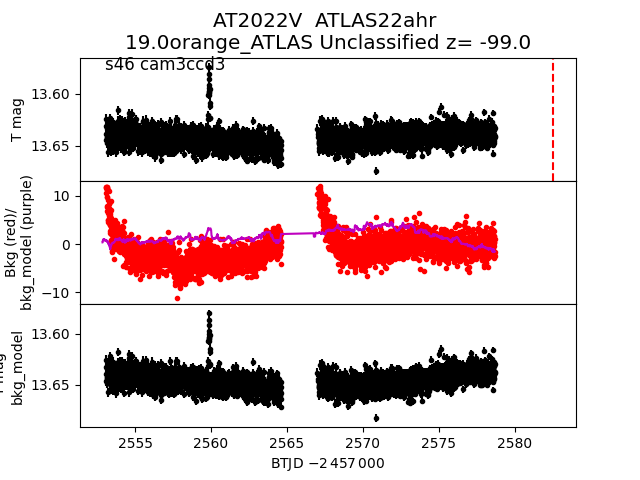 AT2022V ATLAS22ahr
19.0orange_ATLAS Unclassified z= -99.0
s46 cam3ccd3
T mag
13.60
13.65
Bkg (red)/
bkg_model (purple)
10
0
−10
bkg_model
13.60
13.65
2555 2560 2565 2570 2575 2580
BTJD −2 457 000